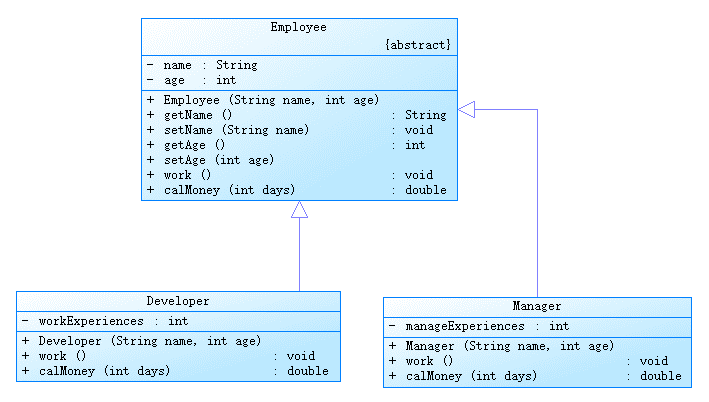 Employee
{abstract}
- name : String
- age : int
+ Employee (String name, int age)
+ getName () : String
+ setName (String name) : void
+ getAge () : int
+ setAge (int age)
+ work () : void
+ calMoney (int days) : double
Developer
- workExperiences : int
+ Developer (String name, int age)
+ work () : void
+ calMoney (int days) : double
Manager
- manageExperiences : int
+ Manager (String name, int age)
+ work () : void
+ calMoney (int days) : double